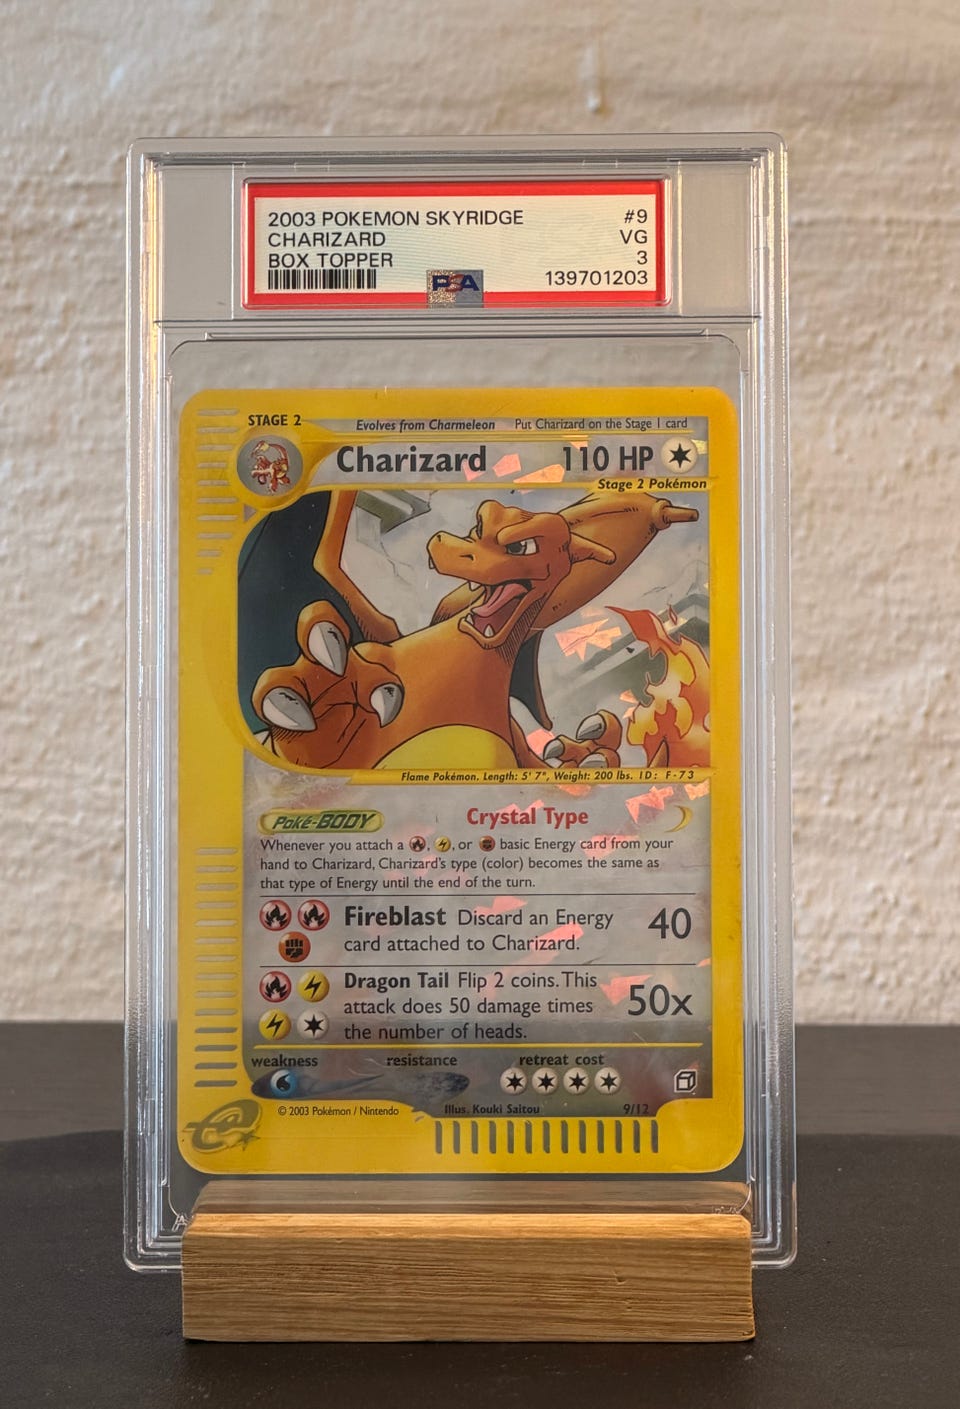 2003 POKEMON SKYRIDGE #9
CHARIZARD VG
BOX TOPPER 3
139701203
PSA
STAGE 2 Evolves from Charmeleon Put Charizard on the Stage 1 card
Charizard 110 HP
Stage 2 Pokémon
Flame Pokémon. Length: 5' 7", Weight: 200 lbs. ID: F-73
Poké-BODY Crystal Type
Whenever you attach a , , or basic Energy card from your
hand to Charizard, Charizard's type (color) becomes the same as
that type of Energy until the end of the turn.
Fireblast Discard an Energy 40
card attached to Charizard.
Dragon Tail Flip 2 coins. This
attack does 50 damage times 50x
the number of heads.
weakness resistance retreat cost
© 2003 Pokémon / Nintendo Illus. Kouki Saitou 9/12
e